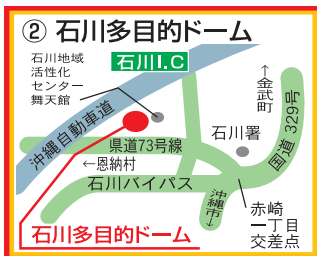 ② 石川多目的ドーム
石川地域
活性化
センター
舞天館
石川I.C
←金武町
沖縄自動車道
県道73号線
石川署
国道 329号
←恩納村
石川バイパス
沖縄市→
赤崎
一丁目
交差点
石川多目的ドーム